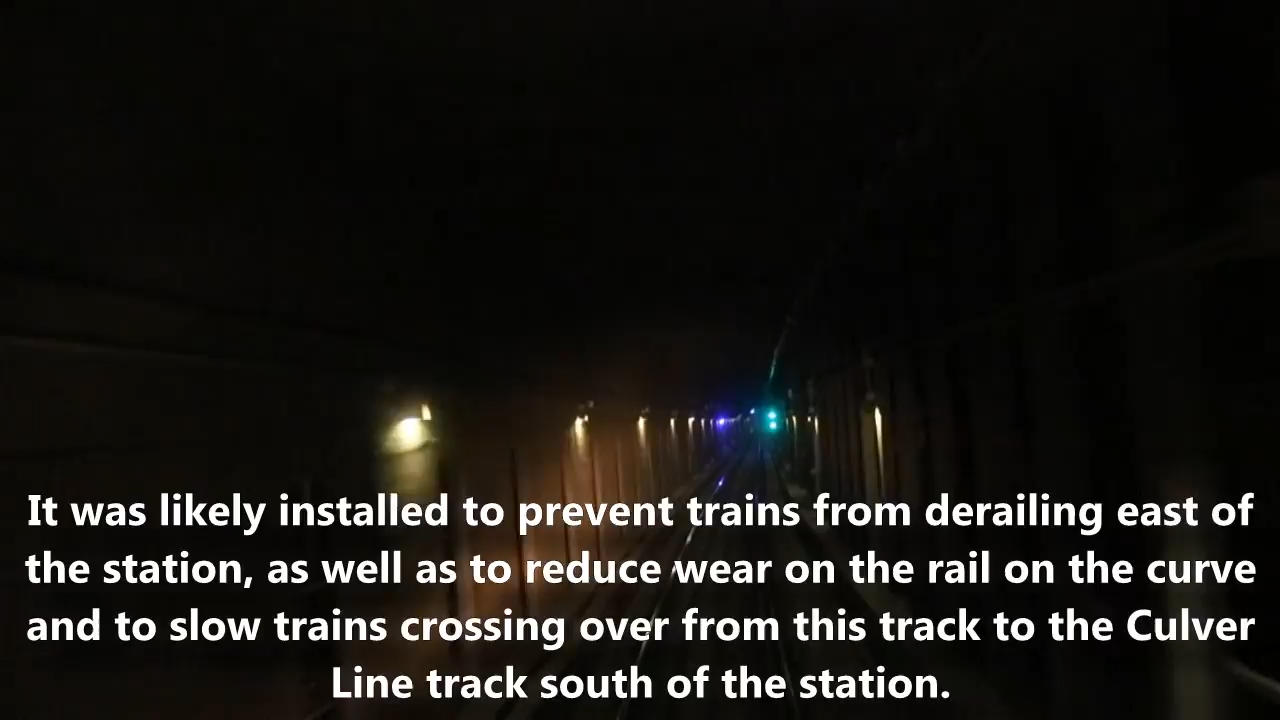 It was likely installed to prevent trains from derailing east of
the station, as well as to reduce wear on the rail on the curve
and to slow trains crossing over from this track to the Culver
Line track south of the station.